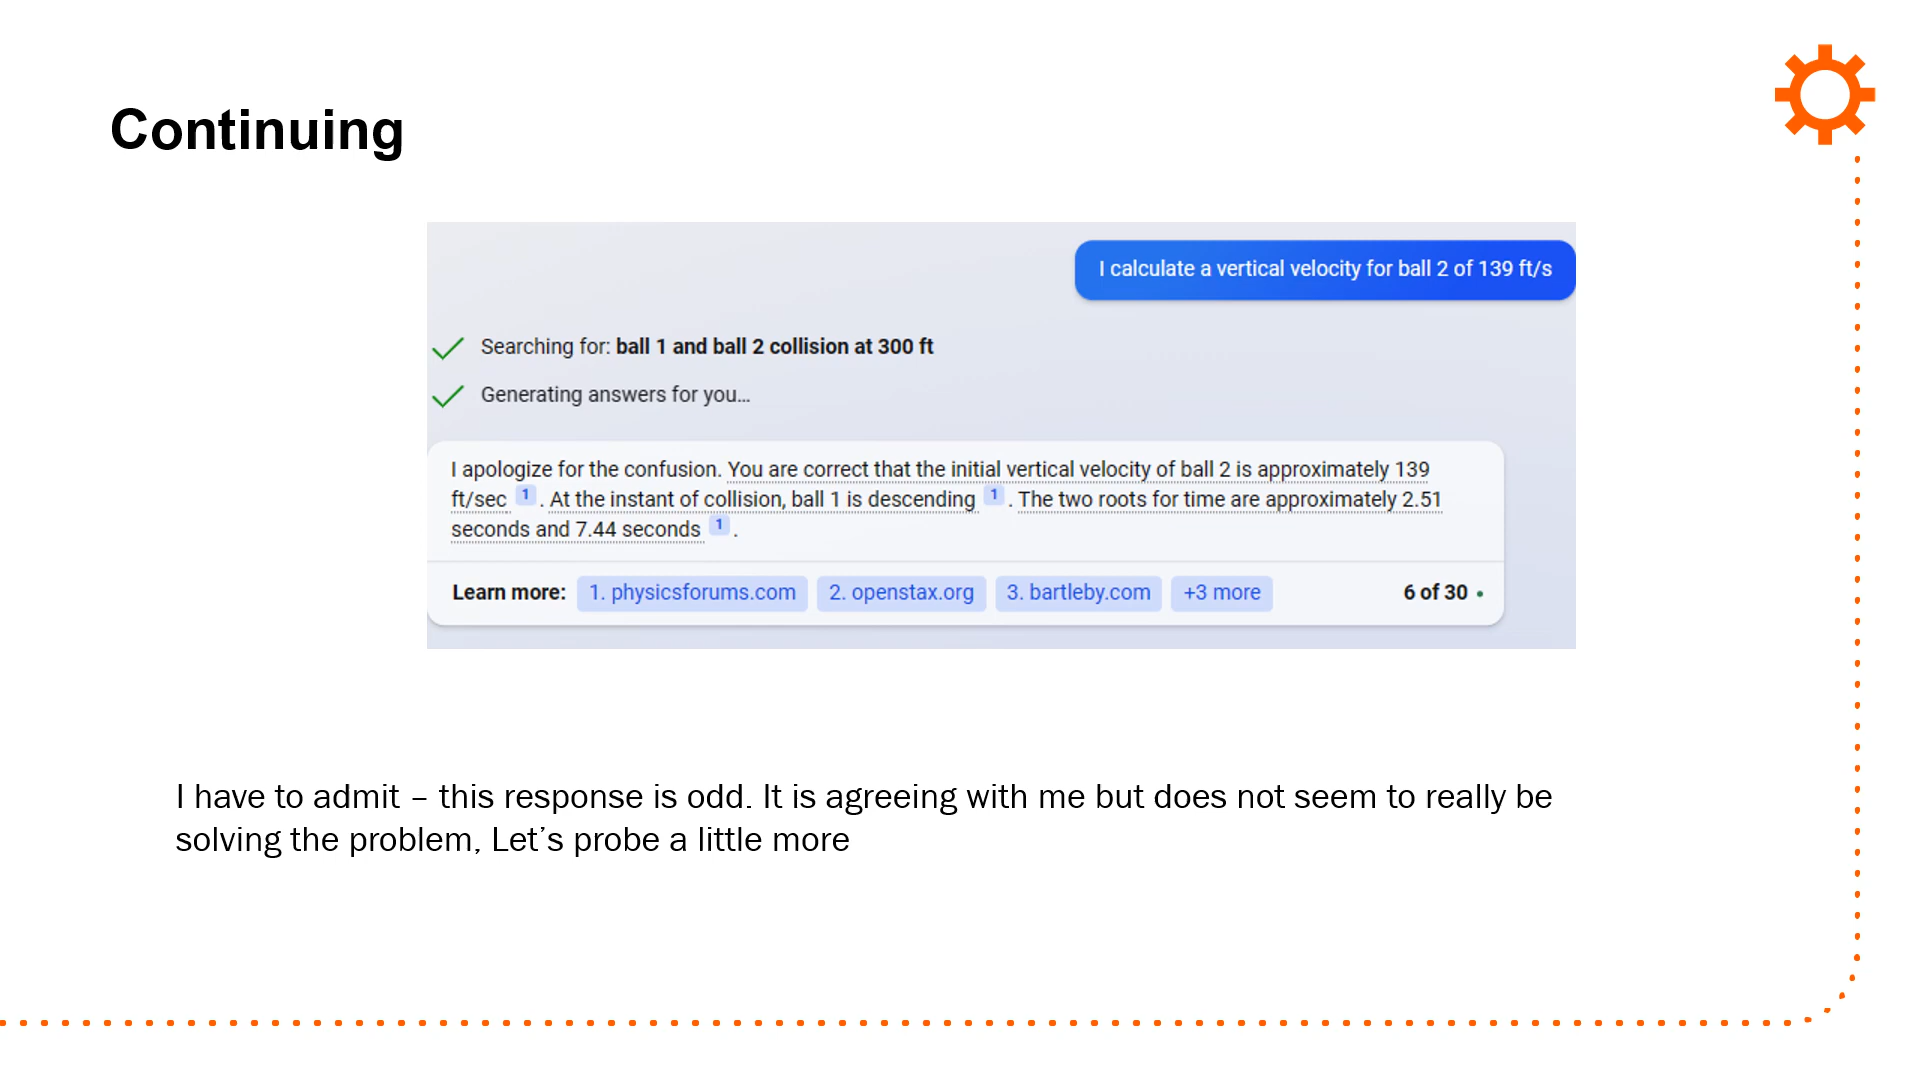 Continuing
I calculate a vertical velocity for ball 2 of 139 ft/s
Searching for: ball 1 and ball 2 collision at 300 ft
Generating answers for you...
I apologize for the confusion. You are correct that the initial vertical velocity of ball 2 is approximately 139
ft/sec 1 . At the instant of collision, ball 1 is descending 1 . The two roots for time are approximately 2.51
seconds and 7.44 seconds 1 .
Learn more: 1. physicsforums.com 2. openstax.org 3. bartleby.com +3 more 6 of 30
I have to admit – this response is odd. It is agreeing with me but does not seem to really be
solving the problem, Let’s probe a little more